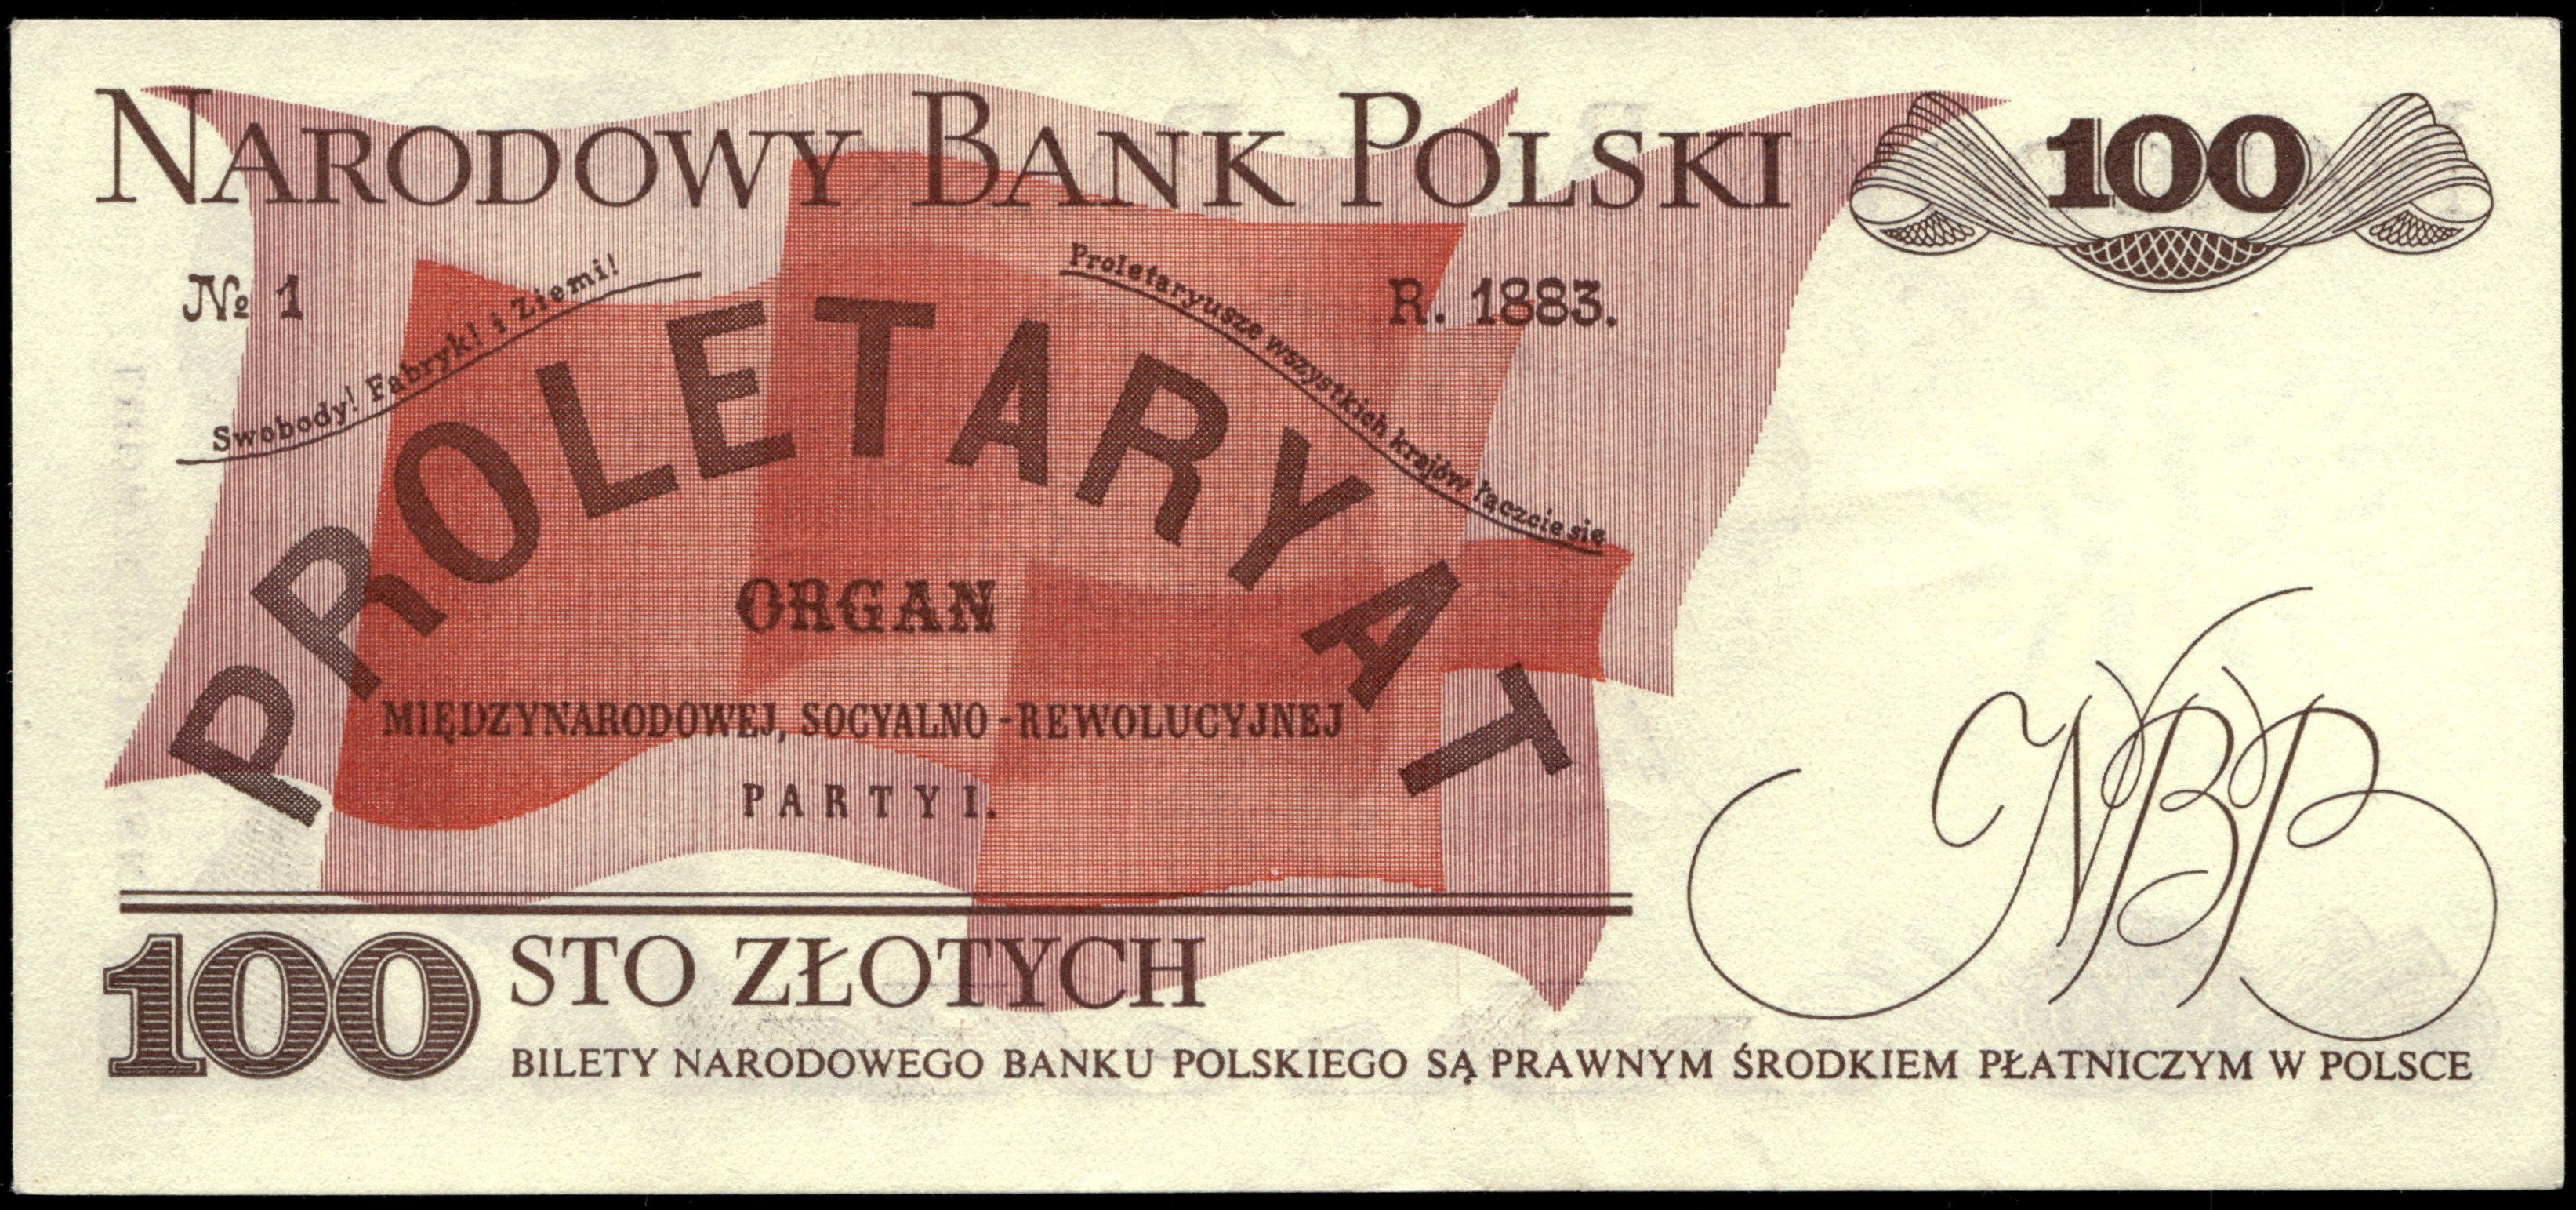 NARODOWY BANK POLSKI
100
№ 1
Swobody! Fabryk! i Ziemi!
Proletaryusze wszystkich krajów łączcie się
R. 1883.
PROLETARYAT
ORGAN
MIĘDZYNARODOWEJ, SOCYALNO-REWOLUCYJNEJ
PARTYI.
NBP
100
STO ZŁOTYCH
BILETY NARODOWEGO BANKU POLSKIEGO SĄ PRAWNYM ŚRODKIEM PŁATNICZYM W POLSCE